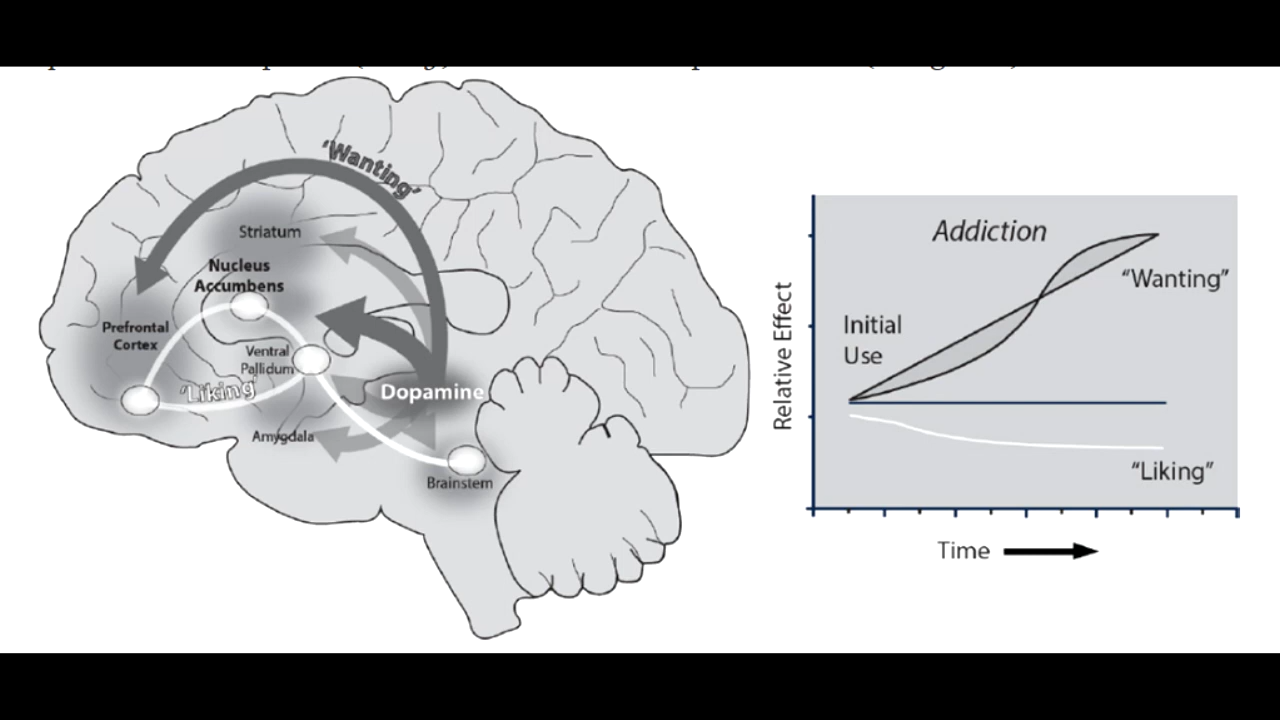 'Wanting'
Striatum
Nucleus
Accumbens
Prefrontal
Cortex
Ventral
Pallidum
'Liking'
Dopamine
Amygdala
Brainstem
Addiction
"Wanting"
Initial
Use
Relative Effect
"Liking"
Time